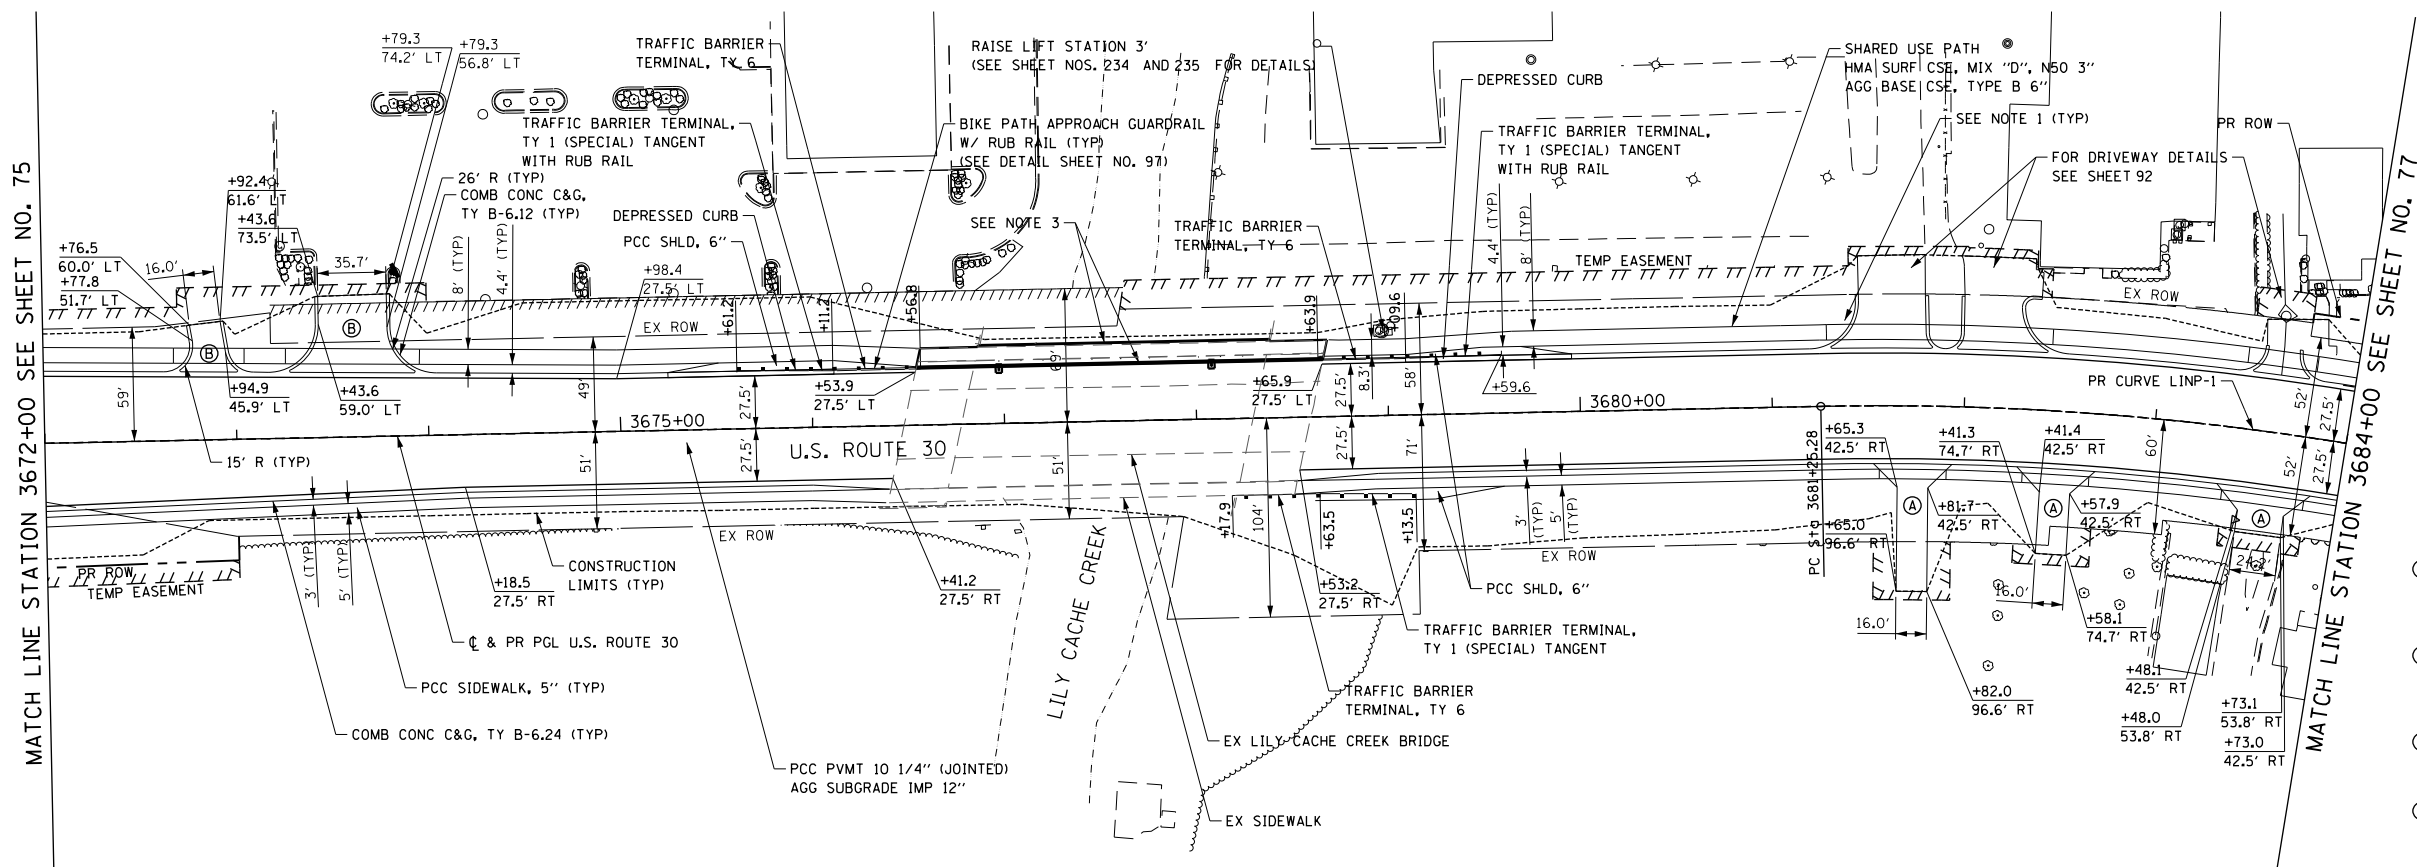 MATCH LINE STATION 3672+00 SEE SHEET NO. 75
+79.3
74.2' LT
+79.3
56.8' LT
TRAFFIC BARRIER
TERMINAL, TY 6
RAISE LIFT STATION 3'
(SEE SHEET NOS. 234 AND 235 FOR DETAILS)
DEPRESSED CURB
SHARED USE PATH
HMA SURF CSE, MIX "D", N50 3"
AGG BASE CSE, TYPE B 6"
TRAFFIC BARRIER TERMINAL,
TY 1 (SPECIAL) TANGENT
WITH RUB RAIL
BIKE PATH APPROACH GUARDRAIL
W/ RUB RAIL (TYP)
(SEE DETAIL SHEET NO. 97)
TRAFFIC BARRIER TERMINAL,
TY 1 (SPECIAL) TANGENT
WITH RUB RAIL
SEE NOTE 1 (TYP)
PR ROW
FOR DRIVEWAY DETAILS
SEE SHEET 92
+92.4
61.6' LT
+43.6
73.5' LT
26' R (TYP)
COMB CONC C&G,
TY B-6.12 (TYP)
DEPRESSED CURB
PCC SHLD, 6"
SEE NOTE 3
TRAFFIC BARRIER
TERMINAL, TY 6
+76.5
60.0' LT
+77.8
51.7' LT
16.0'
35.7'
8' (TYP)
4.4' (TYP)
+98.4
27.5' LT
4.4' (TYP)
8' (TYP)
TEMP EASEMENT
EX ROW
EX ROW
+61.2
+11.2
+56.8
+63.9
+09.6
B
B
59'
+94.9
45.9' LT
+43.6
59.0' LT
49'
27.5'
+53.9
27.5' LT
69'
+65.9
27.5' LT
27.5'
8.3'
58'
+59.6
PR CURVE LINP-1
52'
27.5'
3675+00
3680+00
U.S. ROUTE 30
15' R (TYP)
51'
27.5'
51'
27.5'
71'
PC Sta 3681+25.28
+65.3
42.5' RT
+41.3
74.7' RT
+41.4
42.5' RT
60'
52'
27.5'
A
A
A
+81.7
42.5' RT
+57.9
42.5' RT
+65.0
96.6' RT
+17.9
104'
+63.5
+13.5
3'
(TYP)
5'
(TYP)
EX ROW
EX ROW
PR ROW
TEMP EASEMENT
3' (TYP)
5' (TYP)
+18.5
27.5' RT
CONSTRUCTION
LIMITS (TYP)
+41.2
27.5' RT
LILY CACHE CREEK
+53.2
27.5' RT
PCC SHLD, 6"
16.0'
16.0'
24.2'
+58.1
74.7' RT
TRAFFIC BARRIER TERMINAL,
TY 1 (SPECIAL) TANGENT
℄ & PR PGL U.S. ROUTE 30
PCC SIDEWALK, 5" (TYP)
COMB CONC C&G, TY B-6.24 (TYP)
TRAFFIC BARRIER
TERMINAL, TY 6
+82.0
96.6' RT
+48.1
42.5' RT
+48.0
53.8' RT
+73.1
53.8' RT
+73.0
42.5' RT
EX LILY CACHE CREEK BRIDGE
PCC PVMT 10 1/4" (JOINTED)
AGG SUBGRADE IMP 12"
EX SIDEWALK
MATCH LINE STATION 3684+00 SEE SHEET NO. 77